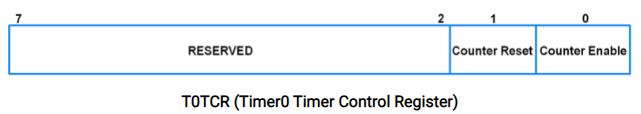 7 2 1 0
RESERVED Counter Reset Counter Enable
T0TCR (Timer0 Timer Control Register)